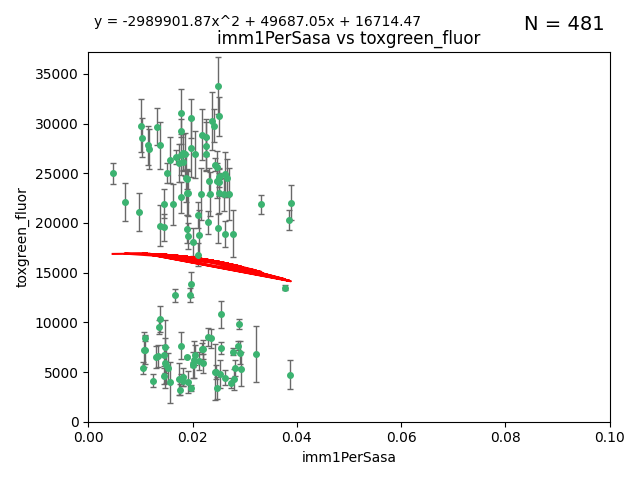 y = -2989901.87x^2 + 49687.05x + 16714.47
N = 481
imm1PerSasa vs toxgreen_fluor
35000
30000
25000
20000
15000
10000
5000
0
toxgreen_fluor
0.00
0.02
0.04
0.06
0.08
0.10
imm1PerSasa